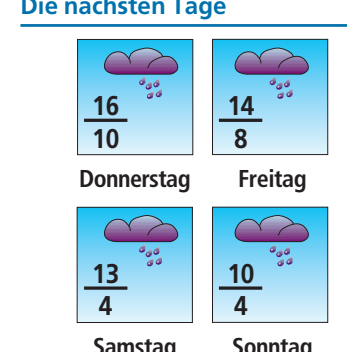 Die nächsten Tage
16 14
10 8
Donnerstag Freitag
13 10
4 4
Samstag Sonntag